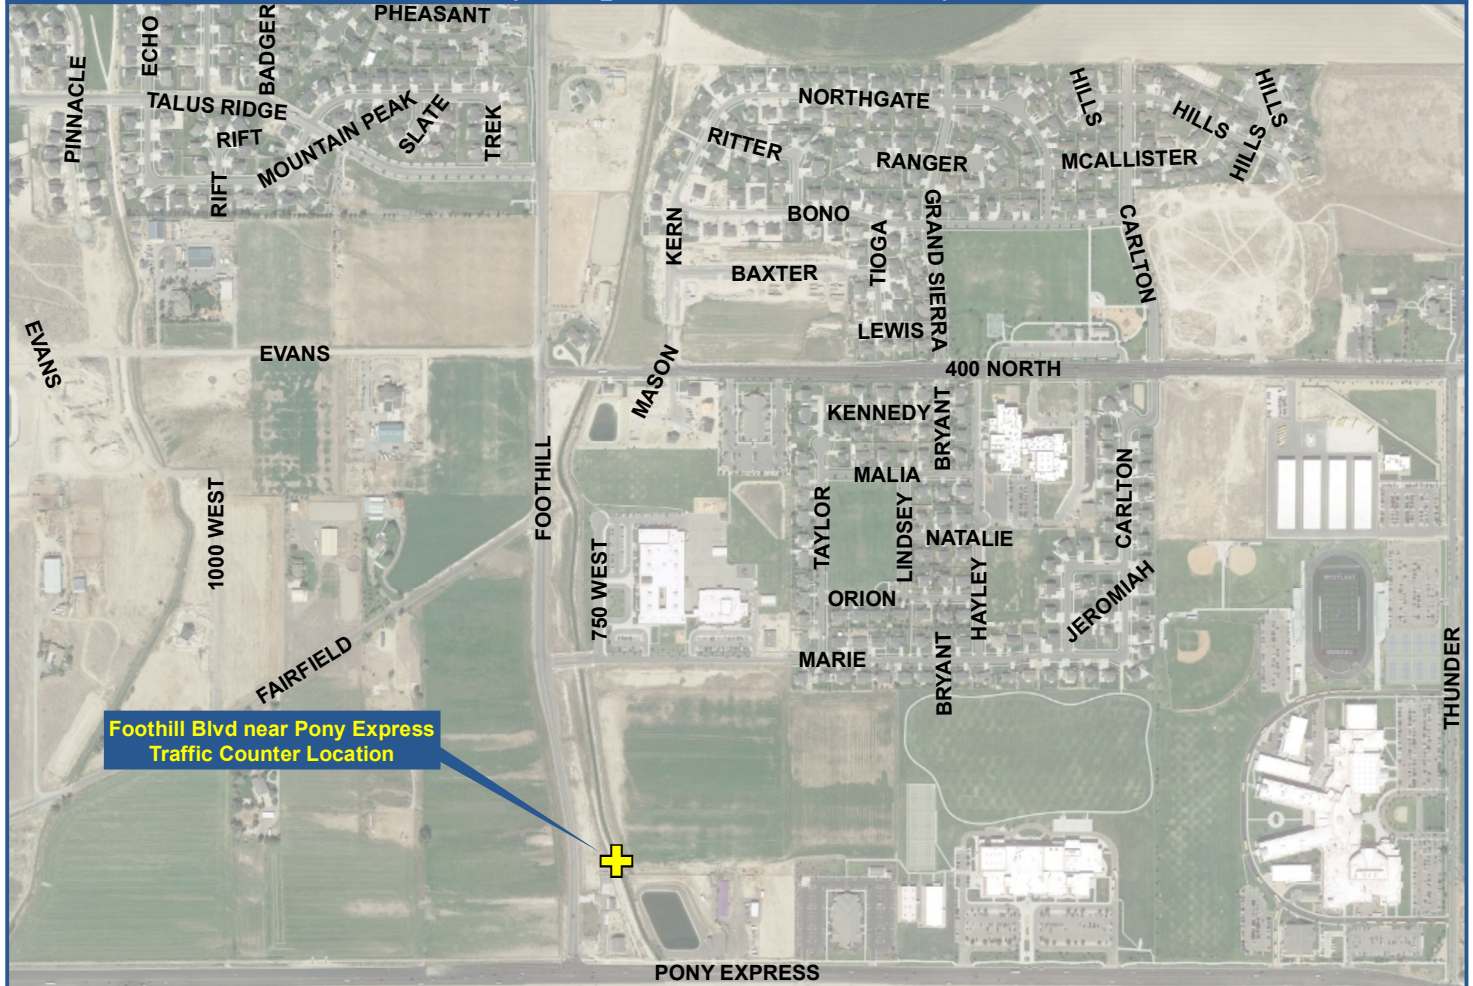 PHEASANT
ECHO
BADGER
PINNACLE
TALUS RIDGE
RIFT
MOUNTAIN PEAK
SLATE
TREK
RIFT
NORTHGATE
HILLS
HILLS
HILLS
HILLS
RITTER
RANGER
MCALLISTER
KERN
BONO
TIOGA
GRAND SIERRA
CARLTON
BAXTER
LEWIS
EVANS
EVANS
400 NORTH
MASON
KENNEDY
BRYANT
FOOTHILL
MALIA
1000 WEST
TAYLOR
LINDSEY
NATALIE
CARLTON
750 WEST
ORION
HAYLEY
JEROMIAH
FAIRFIELD
MARIE
BRYANT
THUNDER
Foothill Blvd near Pony Express
Traffic Counter Location
PONY EXPRESS